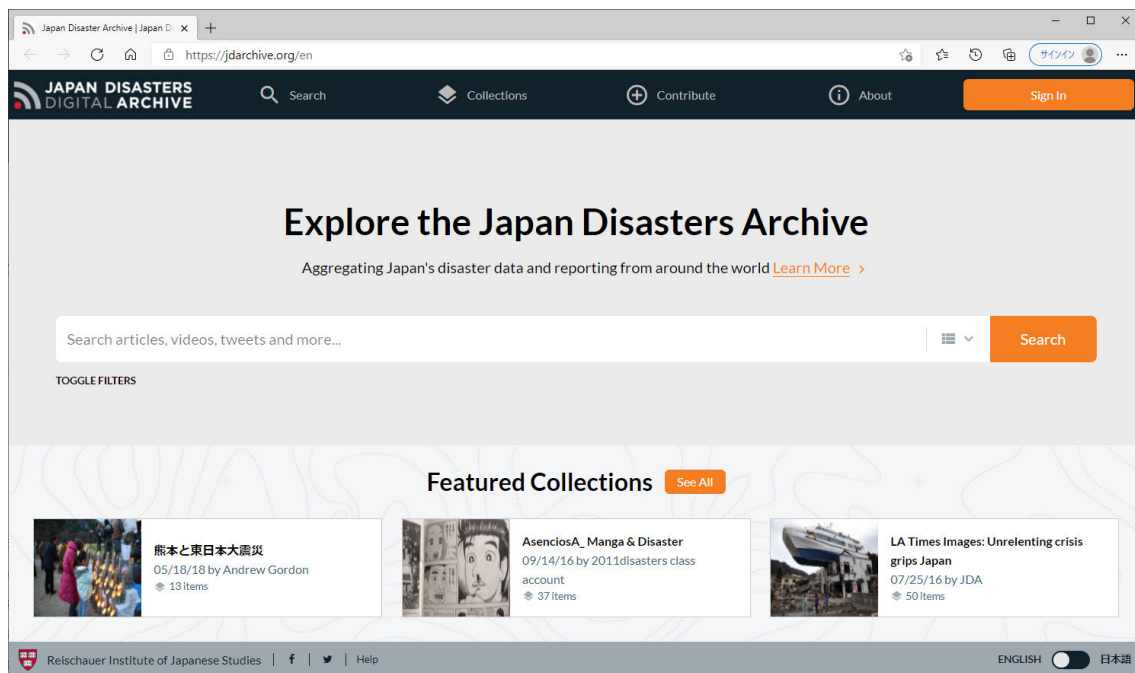 Japan Disaster Archive | Japan Di
https://jdarchive.org/en
サインイン
JAPAN DISASTERS
DIGITAL ARCHIVE
Search
Collections
Contribute
About
Sign In
Explore the Japan Disasters Archive
Aggregating Japan's disaster data and reporting from around the world Learn More >
Search articles, videos, tweets and more...
Search
TOGGLE FILTERS
Featured Collections
See All
熊本と東日本大震災
05/18/18 by Andrew Gordon
13 items
AsenciosA_ Manga & Disaster
09/14/16 by 2011disasters class
account
37 items
LA Times Images: Unrelenting crisis
grips Japan
07/25/16 by JDA
50 items
Reischauer Institute of Japanese Studies | f | | Help
ENGLISH 日本語